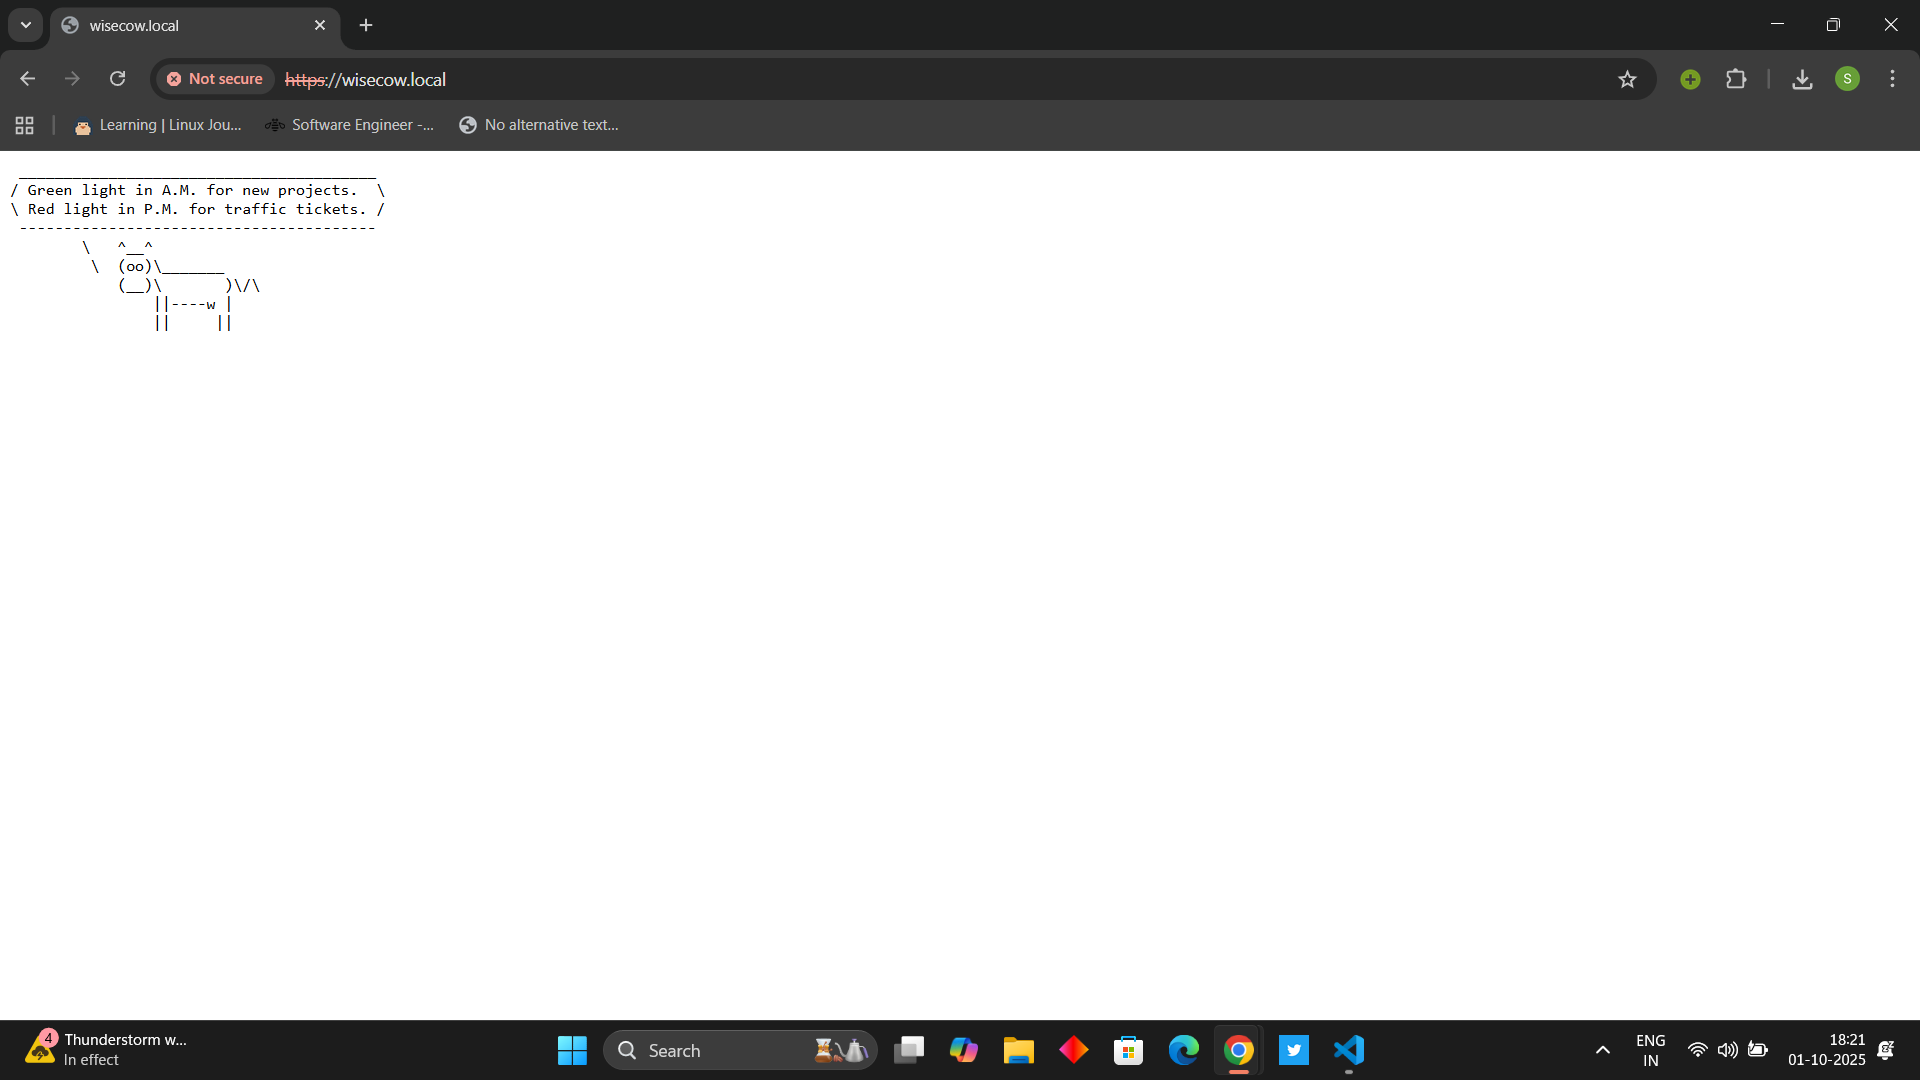 wisecow.local
Not secure
https://wisecow.local
S
Learning | Linux Jou...
Software Engineer -...
No alternative text...
 ________________________________________
/ Green light in A.M. for new projects.  \
\ Red light in P.M. for traffic tickets. /
 ----------------------------------------
        \   ^__^
         \  (oo)\_______
            (__)\       )\/\
                ||----w |
                ||     ||
4
Thunderstorm w...
In effect
Search
ENG
IN
18:21
01-10-2025